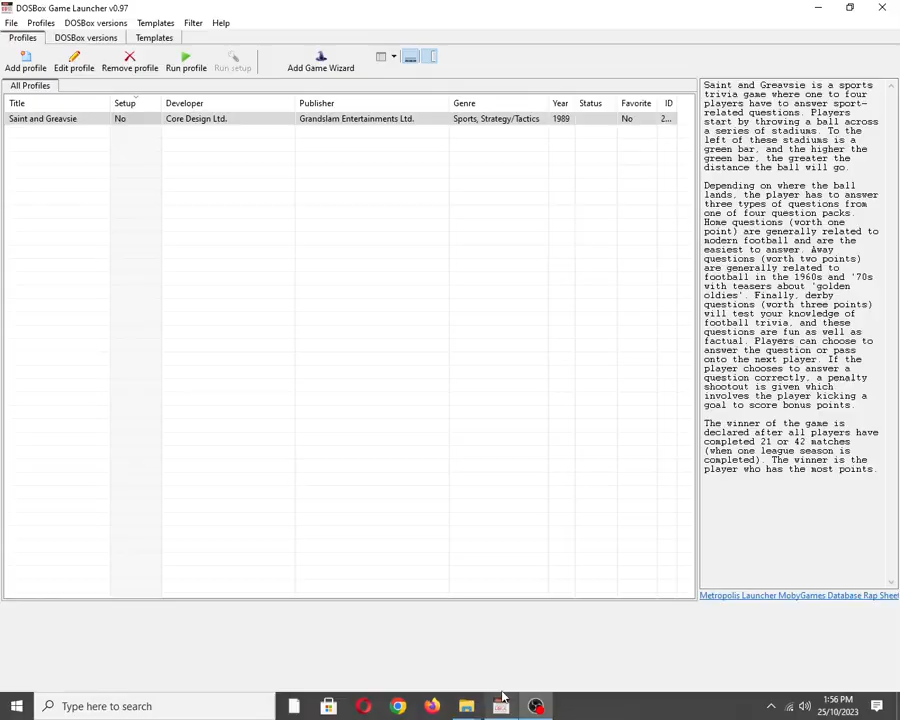 DOSBox Game Launcher v0.97
File Profiles DOSBox versions Templates Filter Help
Profiles DOSBox versions Templates
Add profile Edit profile Remove profile Run profile Run setup Add Game Wizard
All Profiles
Title Setup Developer Publisher Genre Year Status Favorite ID
Saint and Greavsie No Core Design Ltd. Grandslam Entertainments Ltd. Sports, Strategy/Tactics 1989 No 2...
Saint and Greavsie is a sports
trivia game where one to four
players have to answer sport-
related questions. Players
start by throwing a ball across
a series of stadiums. To the
left of these stadiums is a
green bar, and the higher the
green bar, the greater the
distance the ball will go.
Depending on where the ball
lands, the player has to answer
three types of questions from
one of four question packs.
Home questions (worth one
point) are generally related to
modern football and are the
easiest to answer. Away
questions (worth two points)
are generally related to
football in the 1960s and '70s
with teasers about 'golden
oldies'. Finally, derby
questions (worth three points)
will test your knowledge of
football trivia, and these
questions are fun as well as
factual. Players can choose to
answer the question or pass
onto the next player. If the
player chooses to answer a
question correctly, a penalty
shootout is given which
involves the player kicking a
goal to score bonus points.
The winner of the game is
declared after all players have
completed 21 or 42 matches
(when one league season is
completed). The winner is the
player who has the most points.
Metropolis Launcher MobyGames Database Rap Sheet
Type here to search
1:56 PM
25/10/2023